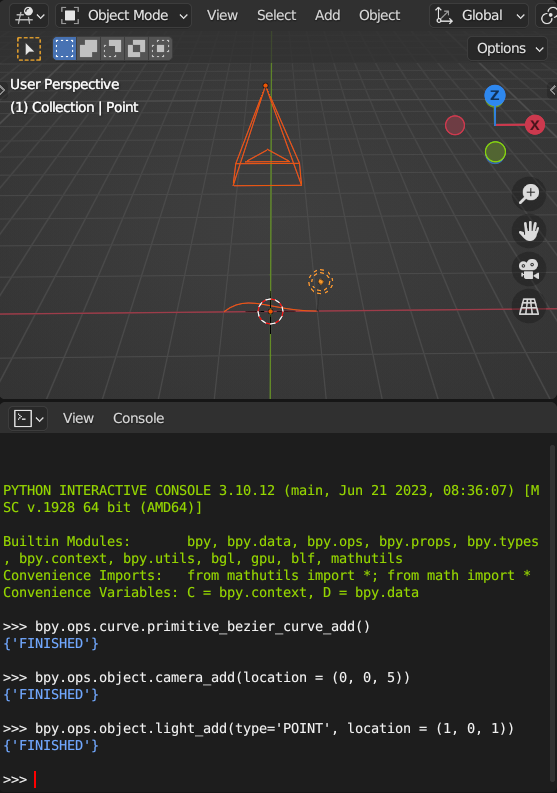 Object Mode View Select Add Object Global
Options
User Perspective
(1) Collection | Point
Z
X
View Console
PYTHON INTERACTIVE CONSOLE 3.10.12 (main, Jun 21 2023, 08:36:07) [M
SC v.1928 64 bit (AMD64)]
Builtin Modules:       bpy, bpy.data, bpy.ops, bpy.props, bpy.types
, bpy.context, bpy.utils, bgl, gpu, blf, mathutils
Convenience Imports:   from mathutils import *; from math import *
Convenience Variables: C = bpy.context, D = bpy.data
>>> bpy.ops.curve.primitive_bezier_curve_add()
{'FINISHED'}
>>> bpy.ops.object.camera_add(location = (0, 0, 5))
{'FINISHED'}
>>> bpy.ops.object.light_add(type='POINT', location = (1, 0, 1))
{'FINISHED'}
>>>